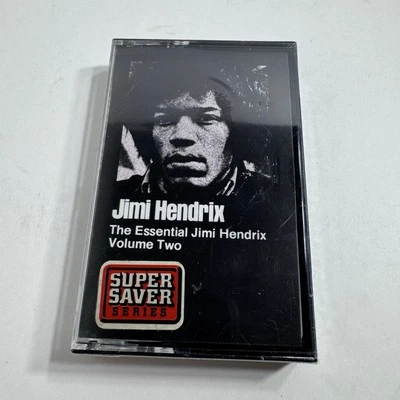 Jimi Hendrix
The Essential Jimi Hendrix
Volume Two
SUPER
SAVER
SERIES